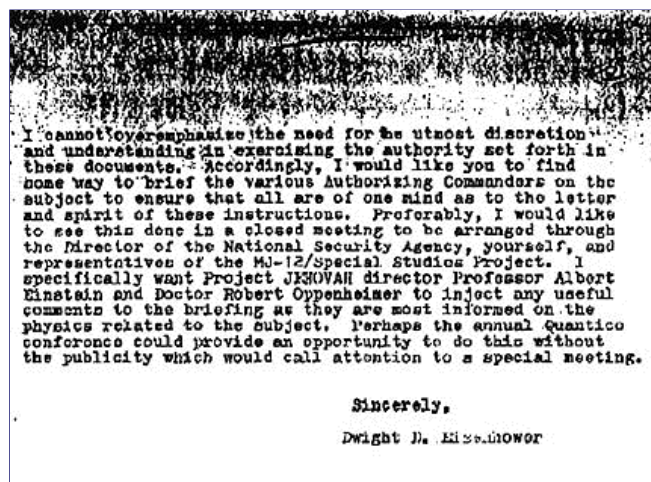 I cannot overemphasize the need for the utmost discretion
and understanding in exercising the authority set forth in
these documents. Accordingly, I would like you to find
some way to brief the various Authorizing Commanders on the
subject to ensure that all are of one mind as to the letter
and spirit of these instructions. Preferably, I would like
to see this done in a closed meeting to be arranged through
the Director of the National Security Agency, yourself, and
representatives of the MJ-12/Special Studies Project. I
specifically want Project JEHOVAH director Professor Albert
Einstein and Doctor Robert Oppenheimer to inject any useful
comments to the briefing as they are most informed on the
physics related to the subject. Perhaps the annual Quantico
conference could provide an opportunity to do this without
the publicity which would call attention to a special meeting.
Sincerely,
Dwight D. Eisenhower